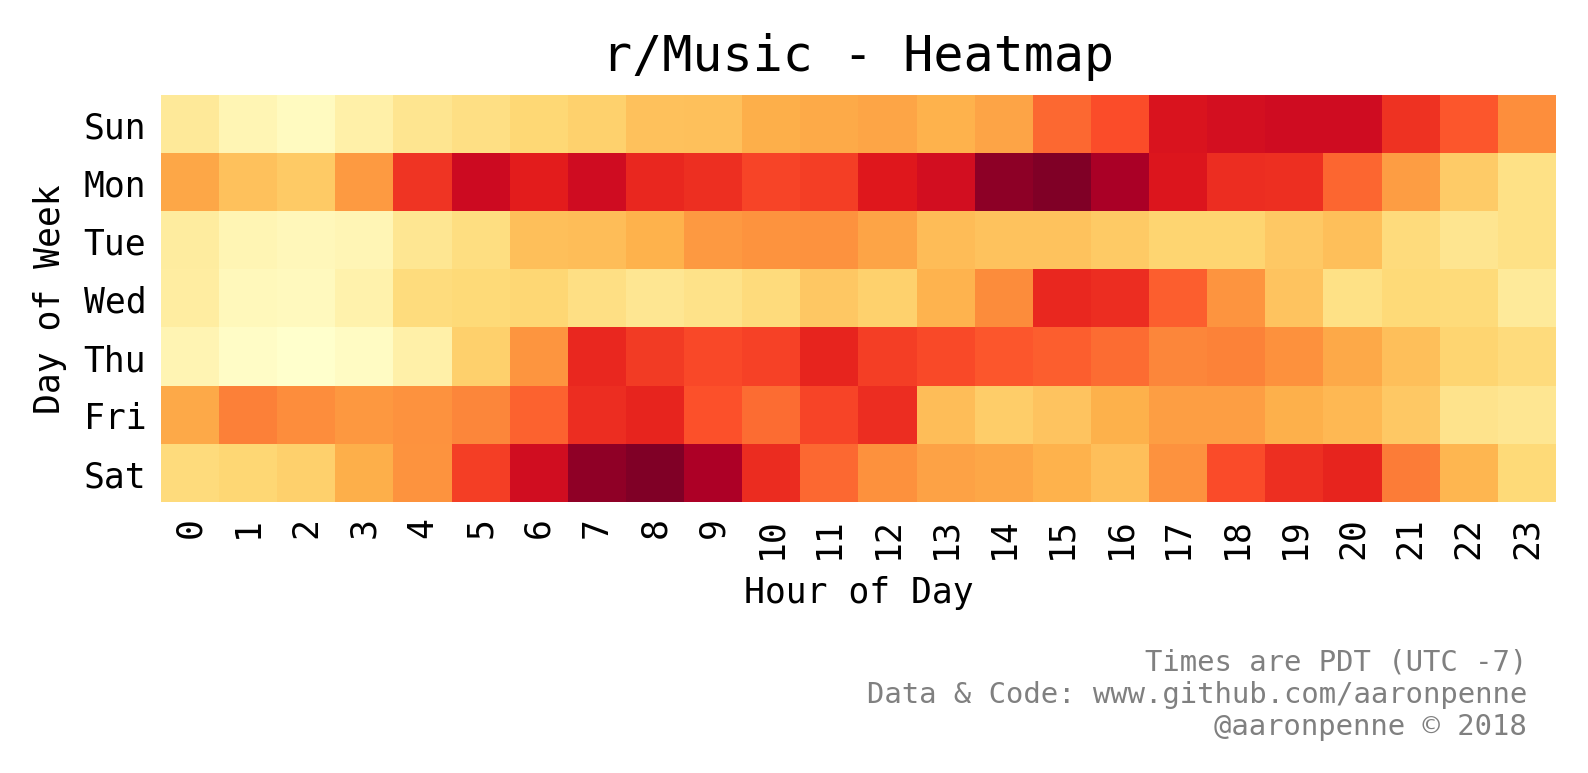 r/Music - Heatmap
Day of Week
Sun
Mon
Tue
Wed
Thu
Fri
Sat
0 1 2 3 4 5 6 7 8 9 10 11 12 13 14 15 16 17 18 19 20 21 22 23
Hour of Day
Times are PDT (UTC -7)
Data & Code: www.github.com/aaronpenne
@aaronpenne © 2018